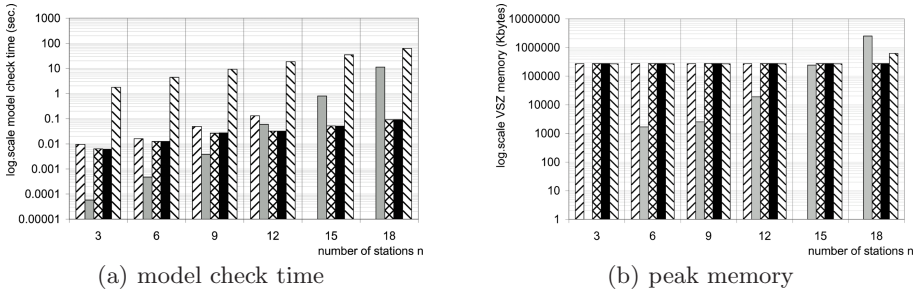 log.scale model check time (sec.)
1000
100
10
1
0.1
0.01
0.001
0.0001
0.00001
3 6 9 12 15 18
number of stations n
(a) model check time
log.scale VSZ memory (Kbytes)
10000000
1000000
100000
10000
1000
100
10
1
3 6 9 12 15 18
number of stations n
(b) peak memory